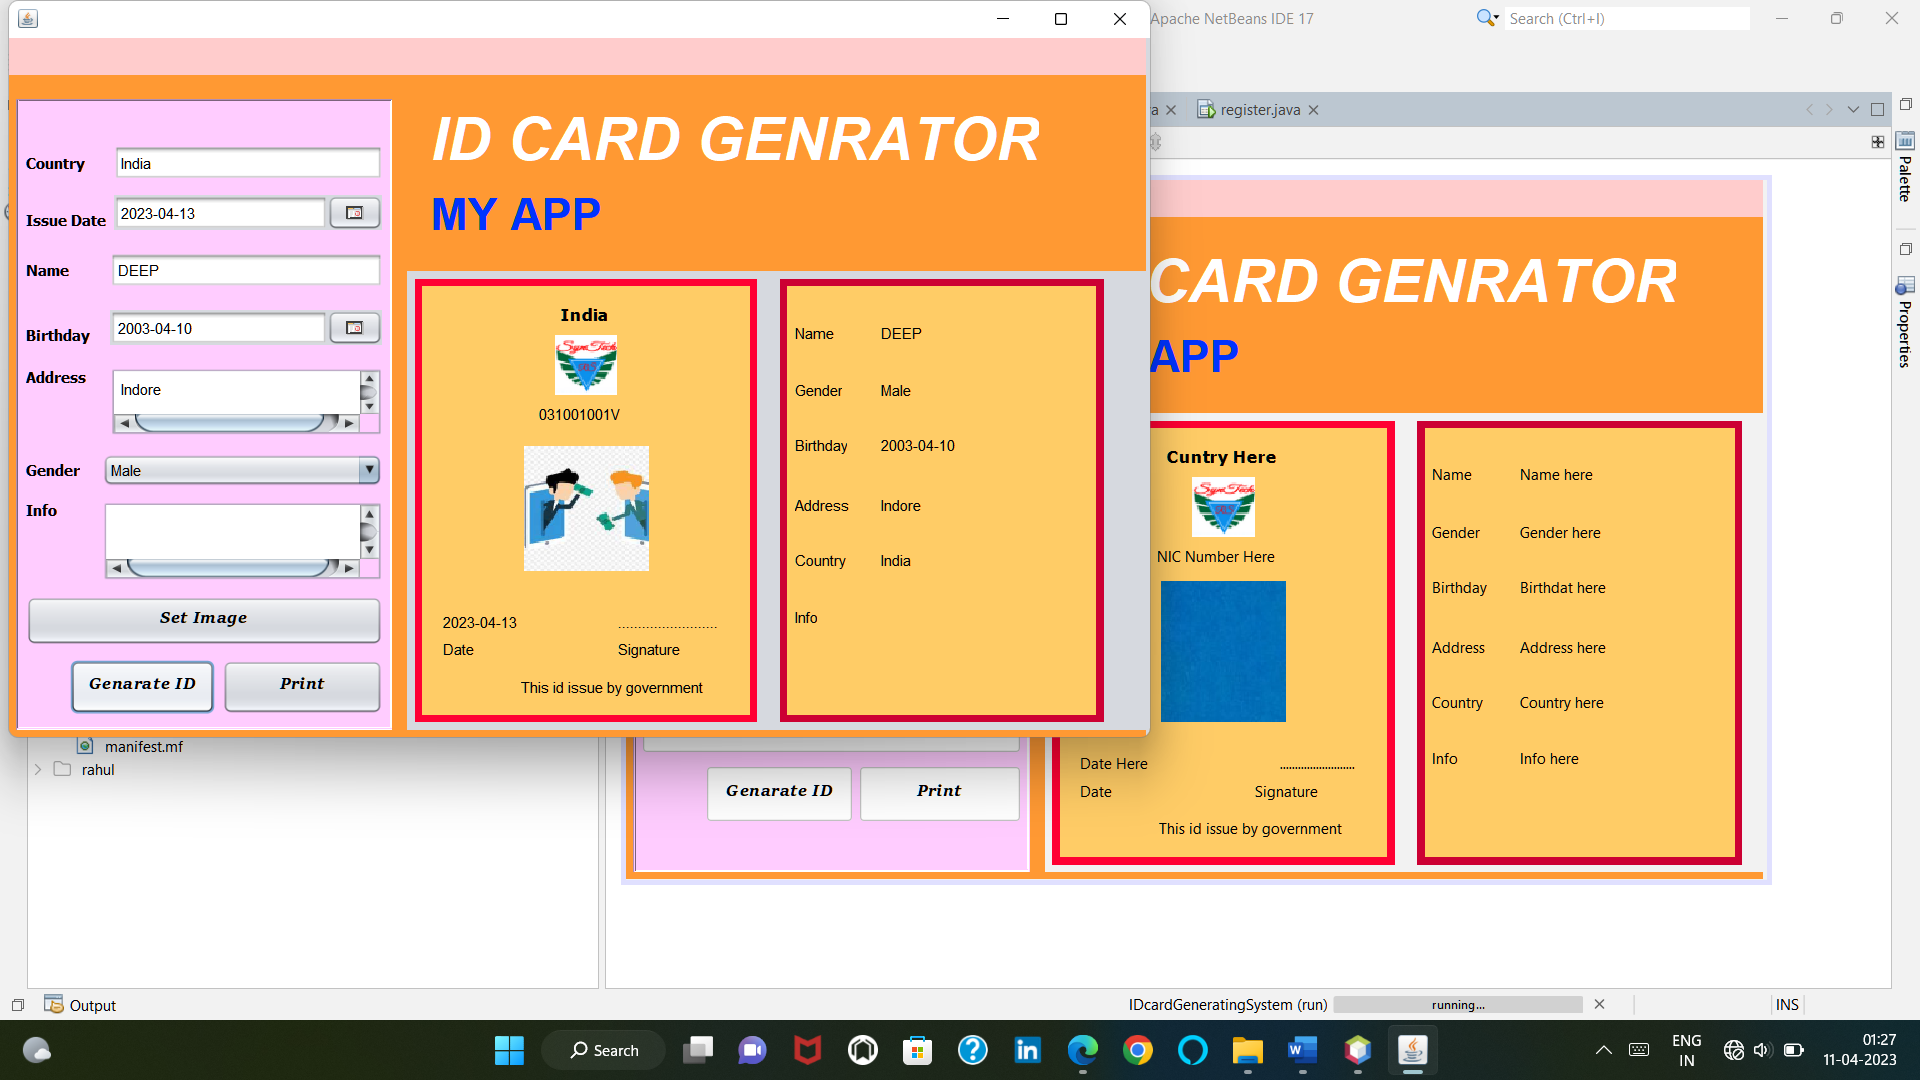 Apache NetBeans IDE 17
Search (Ctrl+I)
a
register.java
Palette
Properties
ID CARD GENRATOR
MY APP
Country
India
Issue Date
2023-04-13
Name
DEEP
Birthday
2003-04-10
Address
Indore
Gender
Male
Info
Set Image
Genarate ID
Print
India
031001001V
2023-04-13
..........................
Date
Signature
This id issue by government
Name
DEEP
Gender
Male
Birthday
2003-04-10
Address
Indore
Country
India
Info
CARD GENRATOR
APP
Cuntry Here
NIC Number Here
Date Here
..........................
Date
Signature
This id issue by government
Name
Name here
Gender
Gender here
Birthday
Birthdat here
Address
Address here
Country
Country here
Info
Info here
Genarate ID
Print
manifest.mf
rahul
Output
IDcardGeneratingSystem (run)
running...
INS
Search
ENG
IN
01:27
11-04-2023